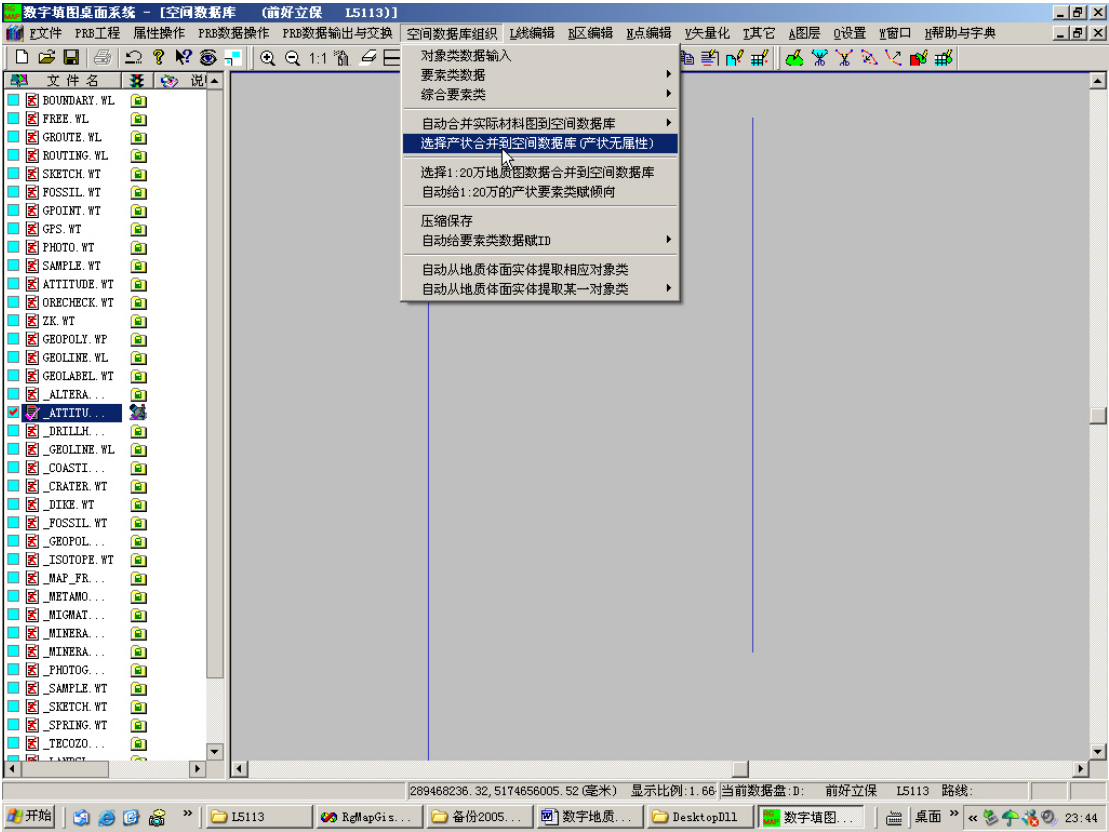 数字填图桌面系统 - [空间数据库 (前好立保 L5113)]
F文件 PRB工程 属性操作 PRB数据操作 PRB数据输出与交换 空间数据库组织 L线编辑 R区编辑 N点编辑 V矢量化 T其它 A图层 Q设置 W窗口 H帮助与字典
1:1
文件名 说
BOUNDARY.WL
FREE.WL
GROUTE.WL
ROUTING.WL
SKETCH.WT
FOSSIL.WT
GPOINT.WT
GPS.WT
PHOTO.WT
SAMPLE.WT
ATTITUDE.WT
ORECHECK.WT
ZK.WT
GEOPOLY.WP
GEOLINE.WL
GEOLABEL.WT
_ALTERA...
_ATTITU...
_DRILLH...
_GEOLINE.WL
_COASTI...
_CRATER.WT
_DIKE.WT
_FOSSIL.WT
_GEOPOL...
_ISOTOPE.WT
_MAP_FR...
_METAMO...
_MIGMAT...
_MINERA...
_MINERA...
_PHOTOG...
_SAMPLE.WT
_SKETCH.WT
_SPRING.WT
_TECOZO...
对象类数据输入
要素类数据
综合要素类
自动合并实际材料图到空间数据库
选择产状合并到空间数据库(产状无属性)
选择1:20万地质图数据合并到空间数据库
自动给1:20万的产状要素类赋倾向
压缩保存
自动给要素类数据赋ID
自动从地质体面实体提取相应对象类
自动从地质体面实体提取某一对象类
289468236.32,5174656005.52(毫米) 显示比例:1.66 当前数据盘:D: 前好立保 L5113 路线:
开始 » L5113 RgMapGis... 备份2005... 数字地质... DesktopDll 数字填图... 桌面 » « 23:44